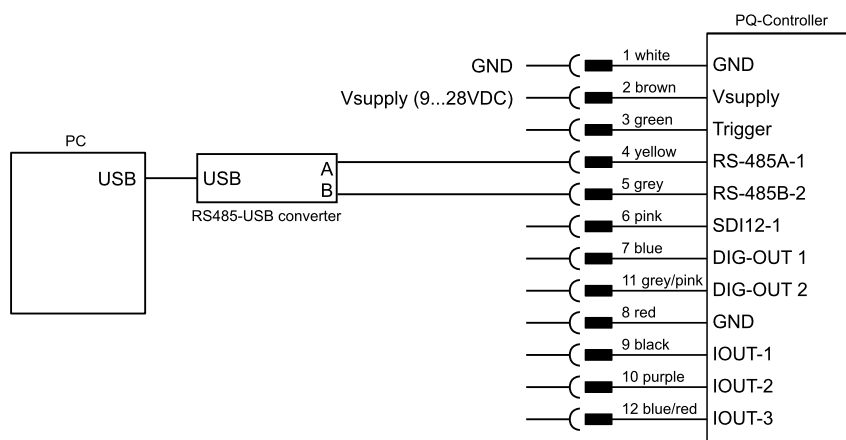 PQ-Controller
GND 1 white GND
Vsupply (9...28VDC) 2 brown Vsupply
3 green Trigger
PC
USB USB A 4 yellow RS-485A-1
B 5 grey RS-485B-2
RS485-USB converter
6 pink SDI12-1
7 blue DIG-OUT 1
11 grey/pink DIG-OUT 2
8 red GND
9 black IOUT-1
10 purple IOUT-2
12 blue/red IOUT-3